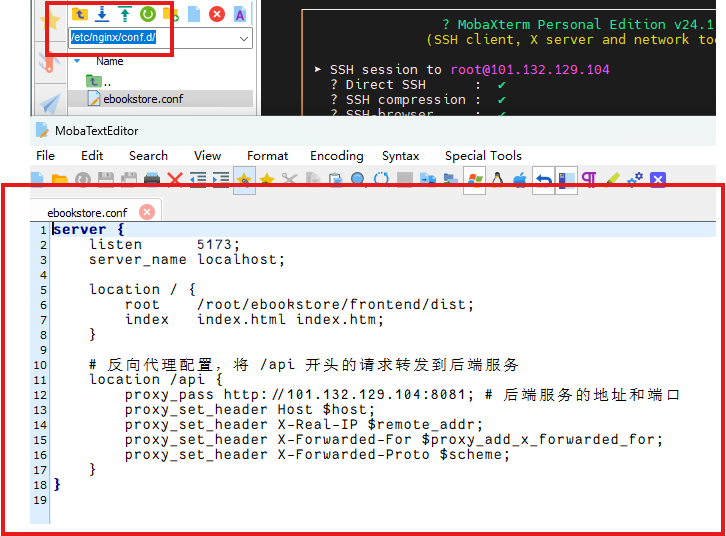 /etc/nginx/conf.d/
Name
..
ebookstore.conf
? MobaXterm Personal Edition v24.1
(SSH client, X server and network too
➤ SSH session to root@101.132.129.104
? Direct SSH : ✔
? SSH compression : ✔
? SSH-browser : ✔
MobaTextEditor
File Edit Search View Format Encoding Syntax Special Tools
ebookstore.conf
1 server {
2 listen 5173;
3 server_name localhost;
4
5 location / {
6 root /root/ebookstore/frontend/dist;
7 index index.html index.htm;
8 }
9
10 # 反向代理配置，将 /api 开头的请求转发到后端服务
11 location /api {
12 proxy_pass http://101.132.129.104:8081; # 后端服务的地址和端口
13 proxy_set_header Host $host;
14 proxy_set_header X-Real-IP $remote_addr;
15 proxy_set_header X-Forwarded-For $proxy_add_x_forwarded_for;
16 proxy_set_header X-Forwarded-Proto $scheme;
17 }
18 }
19